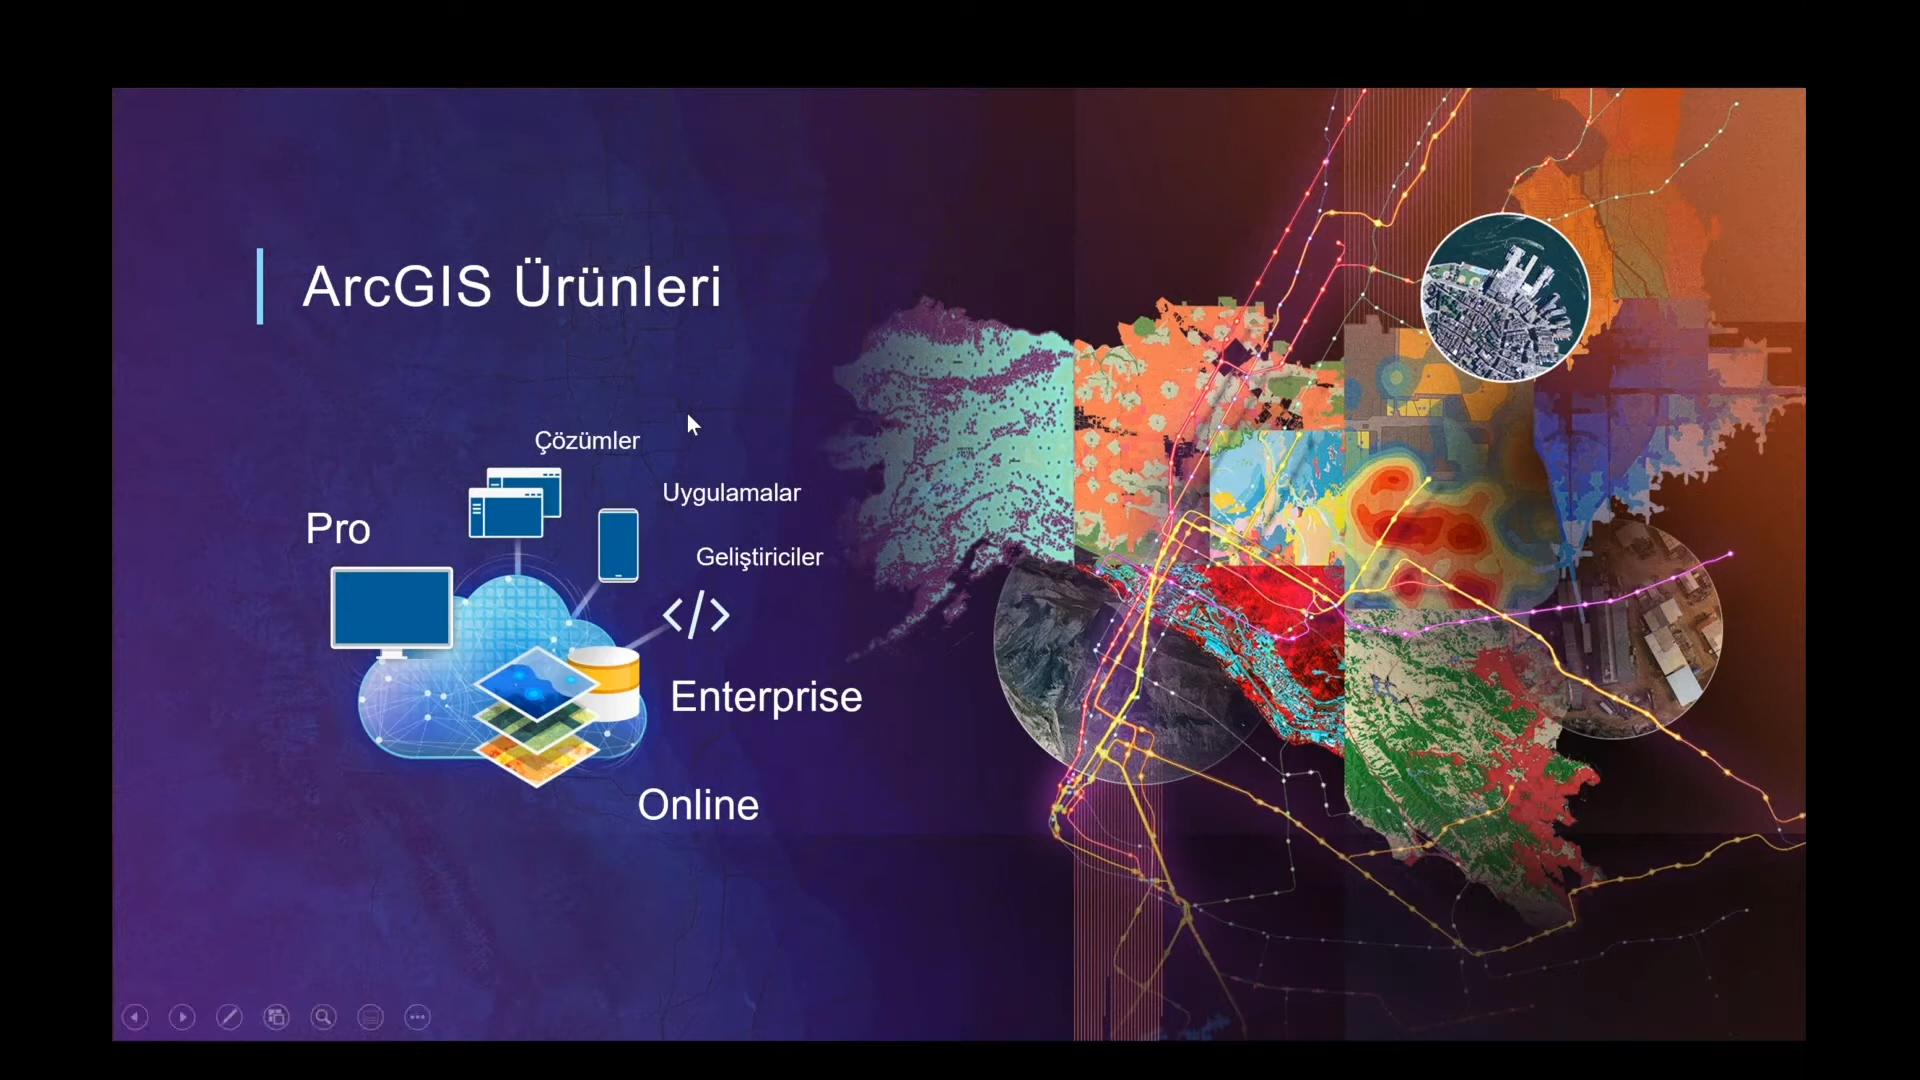 ArcGIS Ürünleri
Çözümler
Uygulamalar
Pro
Geliştiriciler
Enterprise
Online